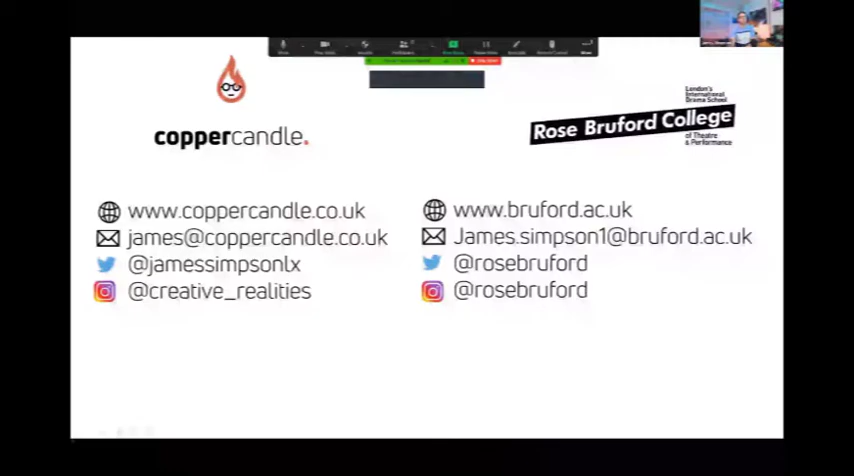 coppercandle.
www.coppercandle.co.uk
james@coppercandle.co.uk
@jamessimpsonlx
@creative_realities
London's
International
Drama School
Rose Bruford College
of Theatre
& Performance
www.bruford.ac.uk
James.simpson1@bruford.ac.uk
@rosebruford
@rosebruford